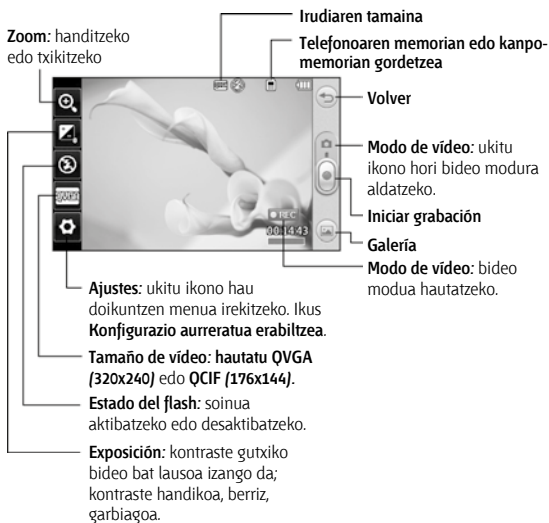 Zoom: handitzeko
edo txikitzeko
Irudiaren tamaina
Telefonoaren memorian edo kanpo-
memorian gordetzea
Volver
Modo de vídeo: ukitu
ikono hori bideo modura
aldatzeko.
Iniciar grabación
Galería
Modo de vídeo: bideo
modua hautatzeko.
REC
00:14:43
Ajustes: ukitu ikono hau
doikuntzen menua irekitzeko. Ikus
Konfigurazio aurreratua erabiltzea.
Tamaño de vídeo: hautatu QVGA
(320x240) edo QCIF (176x144).
Estado del flash: soinua
aktibatzeko edo desaktibatzeko.
Exposición: kontraste gutxiko
bideo bat lausoa izango da;
kontraste handikoa, berriz,
garbiagoa.